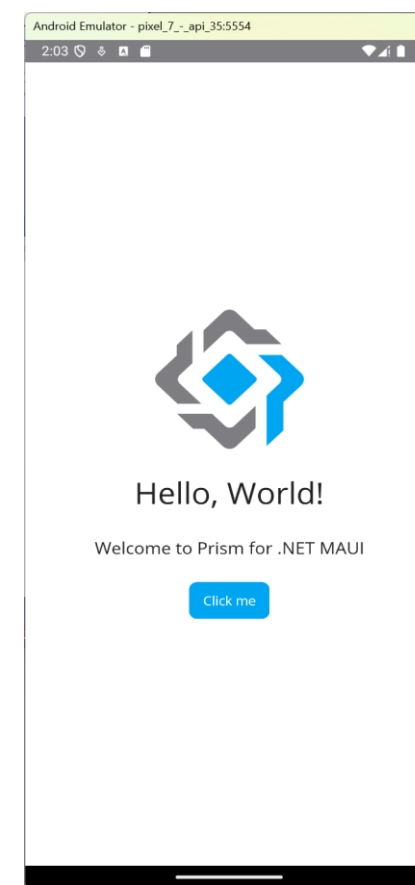 Android Emulator - pixel_7_-_api_35:5554
2:03
Hello, World!
Welcome to Prism for .NET MAUI
Click me